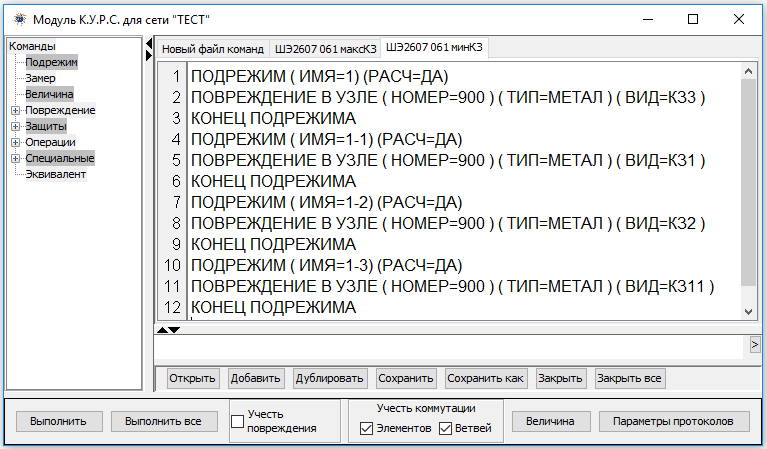 Модуль К.У.Р.С. для сети "ТЕСТ"
Команды
Подрежим
Замер
Величина
Повреждение
Защиты
Операции
Специальные
Эквивалент
Новый файл команд ШЭ2607 061 максКЗ ШЭ2607 061 минКЗ
1 ПОДРЕЖИМ ( ИМЯ=1) (РАСЧ=ДА)
2 ПОВРЕЖДЕНИЕ В УЗЛЕ ( НОМЕР=900 ) ( ТИП=МЕТАЛ ) ( ВИД=КЗ3 )
3 КОНЕЦ ПОДРЕЖИМА
4 ПОДРЕЖИМ ( ИМЯ=1-1) (РАСЧ=ДА)
5 ПОВРЕЖДЕНИЕ В УЗЛЕ ( НОМЕР=900 ) ( ТИП=МЕТАЛ ) ( ВИД=КЗ1 )
6 КОНЕЦ ПОДРЕЖИМА
7 ПОДРЕЖИМ ( ИМЯ=1-2) (РАСЧ=ДА)
8 ПОВРЕЖДЕНИЕ В УЗЛЕ ( НОМЕР=900 ) ( ТИП=МЕТАЛ ) ( ВИД=КЗ2 )
9 КОНЕЦ ПОДРЕЖИМА
10 ПОДРЕЖИМ ( ИМЯ=1-3) (РАСЧ=ДА)
11 ПОВРЕЖДЕНИЕ В УЗЛЕ ( НОМЕР=900 ) ( ТИП=МЕТАЛ ) ( ВИД=КЗ11 )
12 КОНЕЦ ПОДРЕЖИМА
>
Открыть Добавить Дублировать Сохранить Сохранить как Закрыть Закрыть все
Выполнить Выполнить все
Учесть
повреждения
Учесть коммутации
Элементов Ветвей
Величина Параметры протоколов